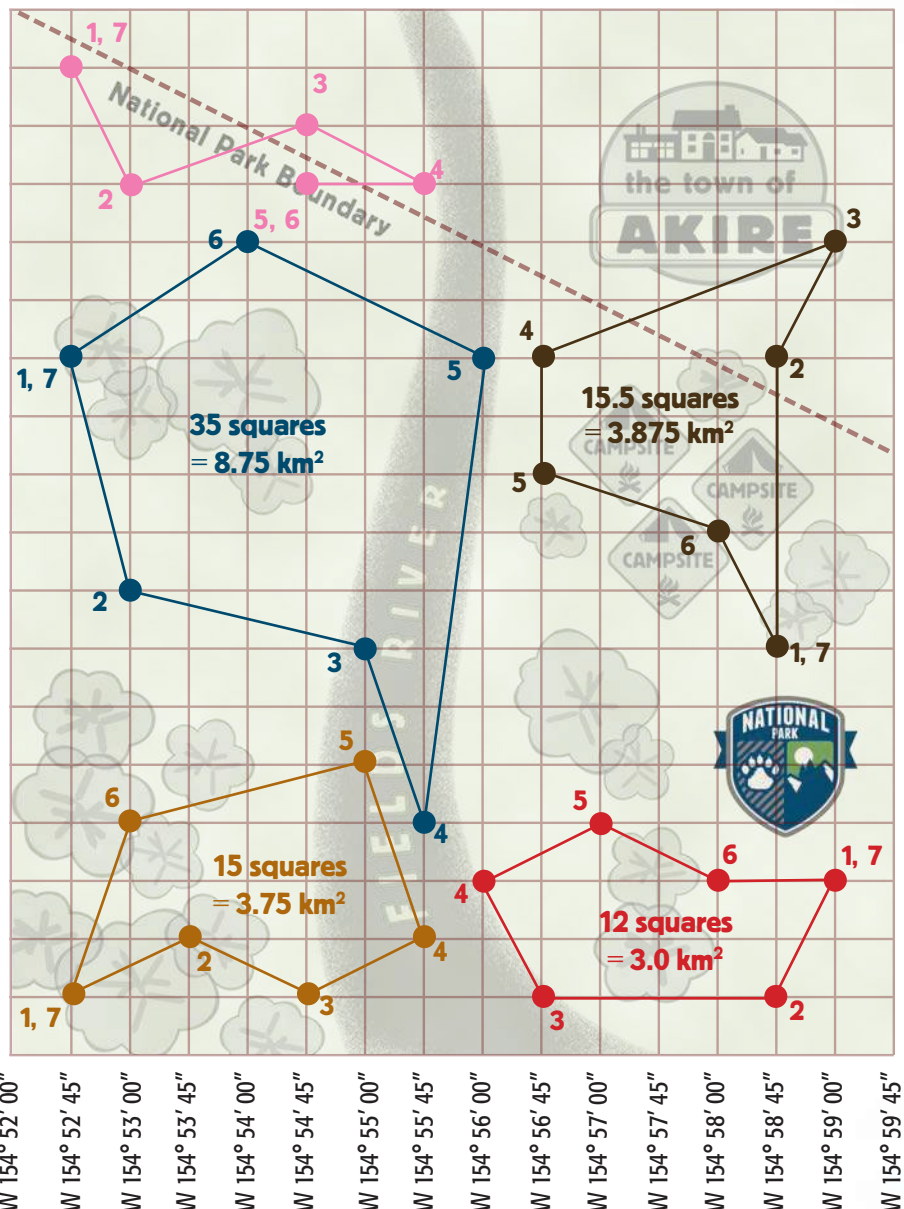 1, 7
3
National Park Boundary
2
4
5, 6
the town of
AKIRE
3
6
4
1, 7
5
2
35 squares
= 8.75 km²
15.5 squares
= 3.875 km²
CAMPSITE
5
CAMPSITE
6
CAMPSITE
2
3
1, 7
FIELDS RIVER
NATIONAL
PARK
5
6
4
5
15 squares
= 3.75 km²
6
1, 7
4
12 squares
= 3.0 km²
2
4
1, 7
3
3
2
W 154° 52′ 00″
W 154° 52′ 45″
W 154° 53′ 00″
W 154° 53′ 45″
W 154° 54′ 00″
W 154° 54′ 45″
W 154° 55′ 00″
W 154° 55′ 45″
W 154° 56′ 00″
W 154° 56′ 45″
W 154° 57′ 00″
W 154° 57′ 45″
W 154° 58′ 00″
W 154° 58′ 45″
W 154° 59′ 00″
W 154° 59′ 45″